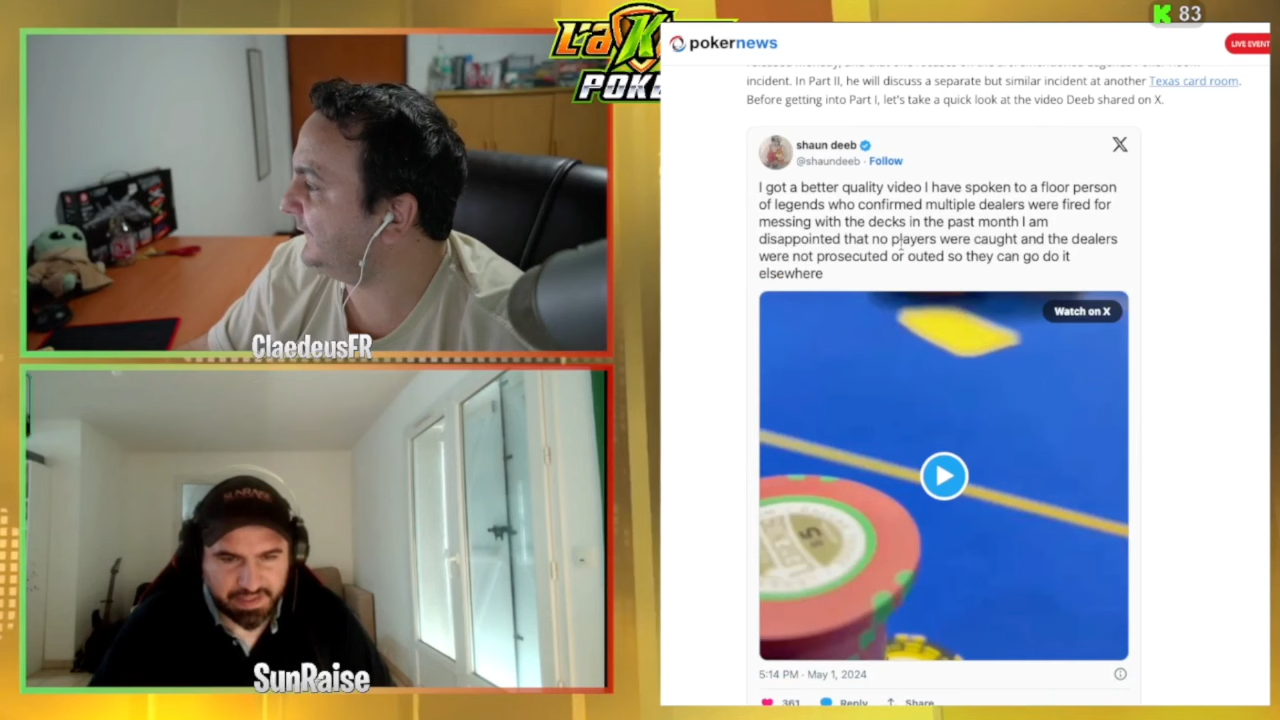 K 83
POKE
pokernews
LIVE EVENT
incident. In Part II, he will discuss a separate but similar incident at another Texas card room.
Before getting into Part I, let's take a quick look at the video Deeb shared on X.
shaun deeb
@shaundeeb · Follow
I got a better quality video I have spoken to a floor person
of legends who confirmed multiple dealers were fired for
messing with the decks in the past month I am
disappointed that no players were caught and the dealers
were not prosecuted or outed so they can go do it
elsewhere
Watch on X
5:14 PM · May 1, 2024
361 Reply Share
ClaedeusFR
SUNRAISE
SunRaise